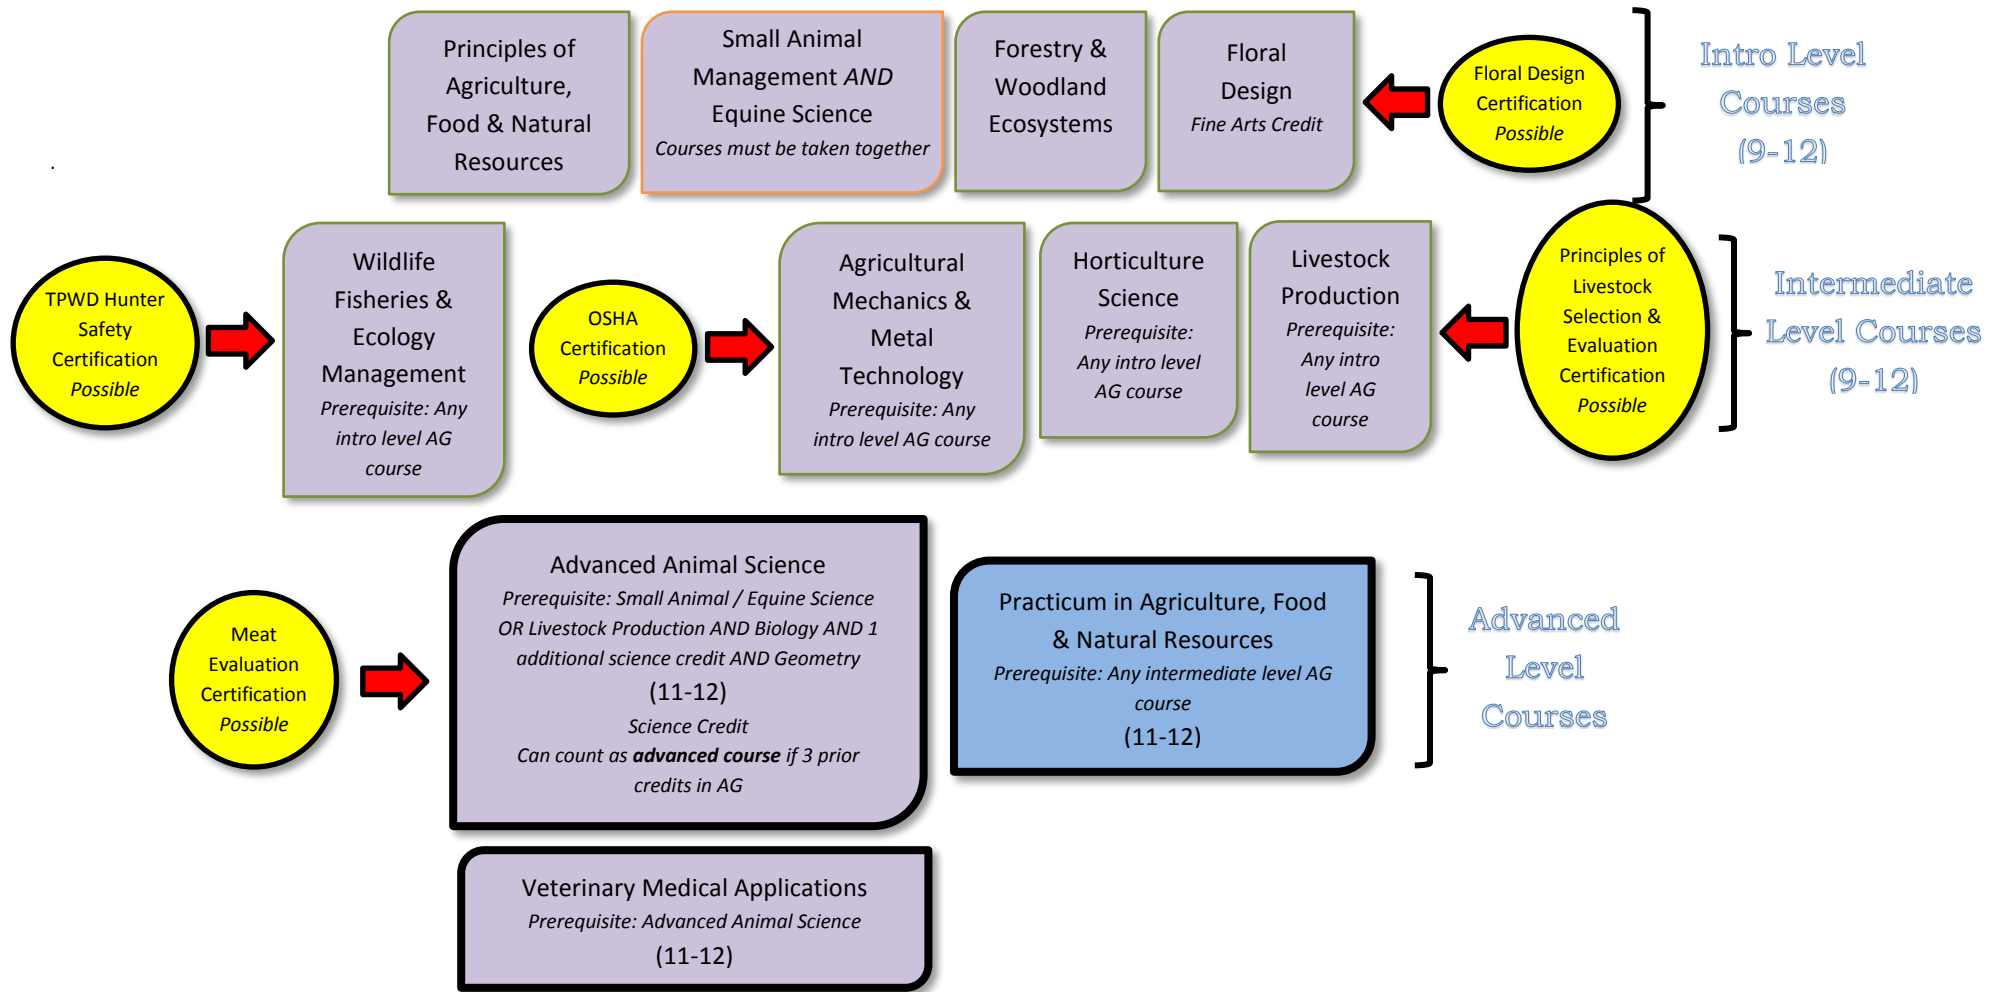 Principles of
Agriculture,
Food & Natural
Resources
Small Animal
Management AND
Equine Science
Courses must be taken together
Forestry &
Woodland
Ecosystems
Floral
Design
Fine Arts Credit
Floral Design
Certification
Possible
Intro Level
Courses
(9-12)
.
TPWD Hunter
Safety
Certification
Possible
Wildlife
Fisheries &
Ecology
Management
Prerequisite: Any
intro level AG
course
OSHA
Certification
Possible
Agricultural
Mechanics &
Metal
Technology
Prerequisite: Any
intro level AG course
Horticulture
Science
Prerequisite:
Any intro level
AG course
Livestock
Production
Prerequisite:
Any intro
level AG
course
Principles of
Livestock
Selection &
Evaluation
Certification
Possible
Intermediate
Level Courses
(9-12)
Meat
Evaluation
Certification
Possible
Advanced Animal Science
Prerequisite: Small Animal / Equine Science
OR Livestock Production AND Biology AND 1
additional science credit AND Geometry
(11-12)
Science Credit
Can count as advanced course if 3 prior
credits in AG
Practicum in Agriculture, Food
& Natural Resources
Prerequisite: Any intermediate level AG
course
(11-12)
Advanced
Level
Courses
Veterinary Medical Applications
Prerequisite: Advanced Animal Science
(11-12)